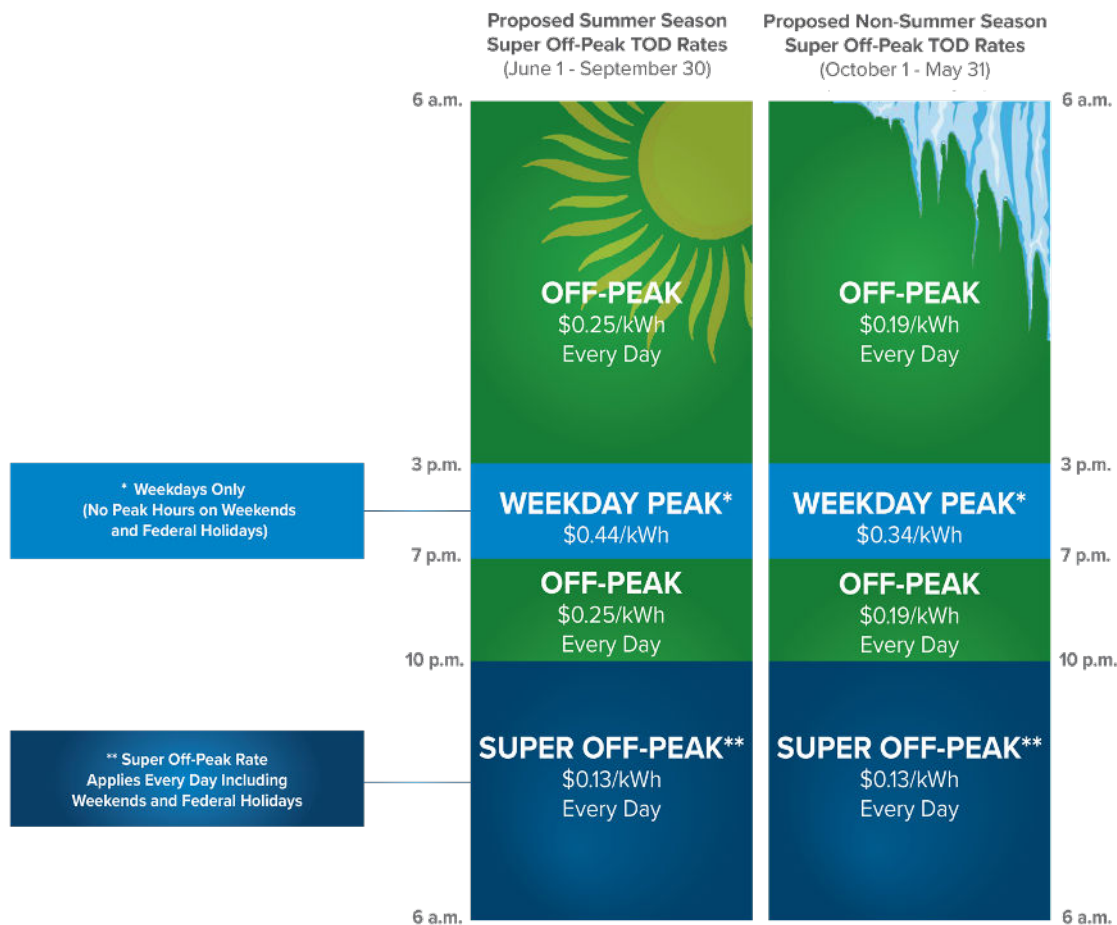 Proposed Summer Season
Super Off-Peak TOD Rates
(June 1 - September 30)
Proposed Non-Summer Season
Super Off-Peak TOD Rates
(October 1 - May 31)
6 a.m.
6 a.m.
OFF-PEAK
$0.25/kWh
Every Day
OFF-PEAK
$0.19/kWh
Every Day
3 p.m.
3 p.m.
* Weekdays Only
(No Peak Hours on Weekends
and Federal Holidays)
WEEKDAY PEAK*
$0.44/kWh
WEEKDAY PEAK*
$0.34/kWh
7 p.m.
7 p.m.
OFF-PEAK
$0.25/kWh
Every Day
OFF-PEAK
$0.19/kWh
Every Day
10 p.m.
10 p.m.
** Super Off-Peak Rate
Applies Every Day Including
Weekends and Federal Holidays
SUPER OFF-PEAK**
$0.13/kWh
Every Day
SUPER OFF-PEAK**
$0.13/kWh
Every Day
6 a.m.
6 a.m.